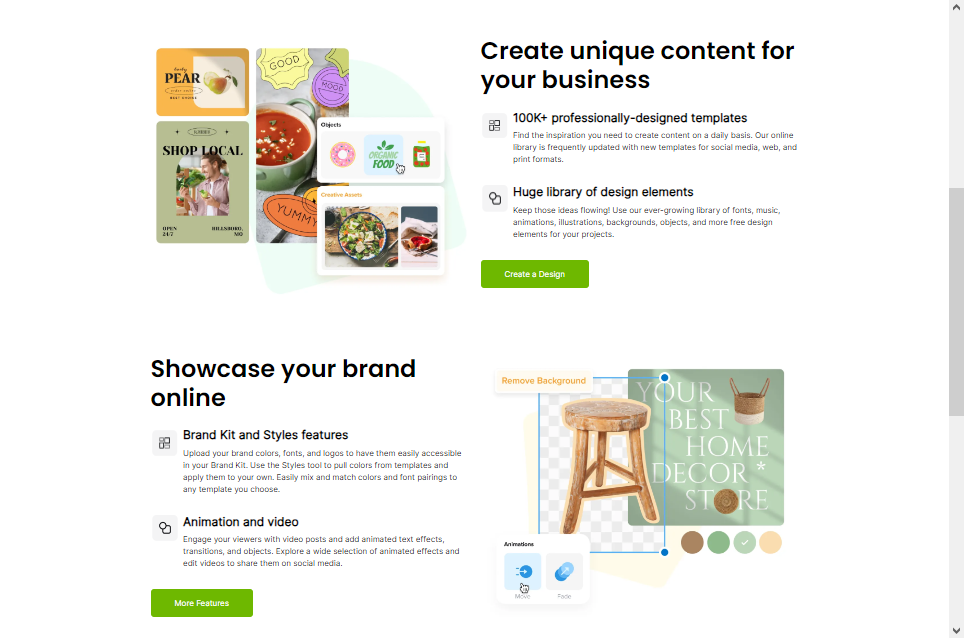 Create unique content for
your business
100K+ professionally-designed templates
Find the inspiration you need to create content on a daily basis. Our online
library is frequently updated with new templates for social media, web, and
print formats.
Huge library of design elements
Keep those ideas flowing! Use our ever-growing library of fonts, music,
animations, illustrations, backgrounds, objects, and more free design
elements for your projects.
Create a Design
PEAR
BEST CHOICE
SUMMER
SHOP LOCAL
OPEN
24/7
HILLSBORO,
MO
GOOD
MOOD
YUMMY
Objects
ORGANIC
FOOD
Creative Assets
Showcase your brand
online
Brand Kit and Styles features
Upload your brand colors, fonts, and logos to have them easily accessible
in your Brand Kit. Use the Styles tool to pull colors from templates and
apply them to your own. Easily mix and match colors and font pairings to
any template you choose.
Animation and video
Engage your viewers with video posts and add animated text effects,
transitions, and objects. Explore a wide selection of animated effects and
edit videos to share them on social media.
More Features
Remove Background
YOUR
BEST
HOME
DECOR *
STORE
Animations
Move
Fade